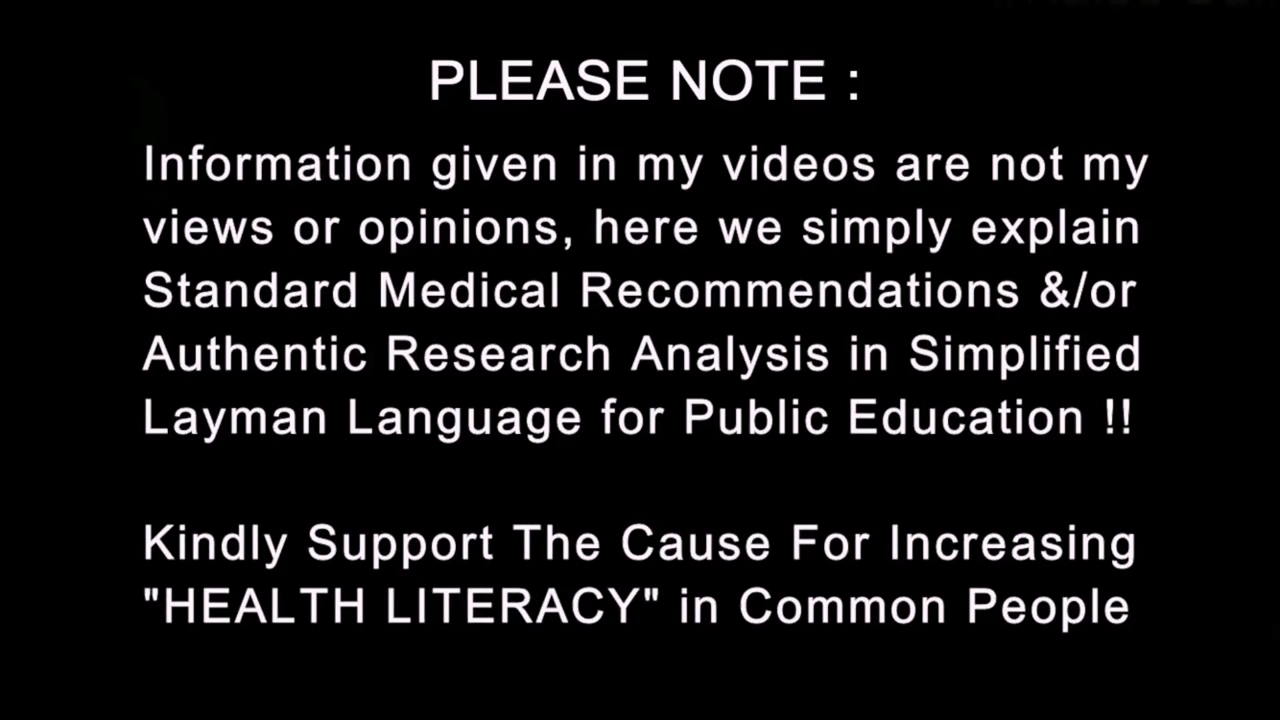 PLEASE NOTE :
Information given in my videos are not my
views or opinions, here we simply explain
Standard Medical Recommendations &/or
Authentic Research Analysis in Simplified
Layman Language for Public Education !!
Kindly Support The Cause For Increasing
"HEALTH LITERACY" in Common People